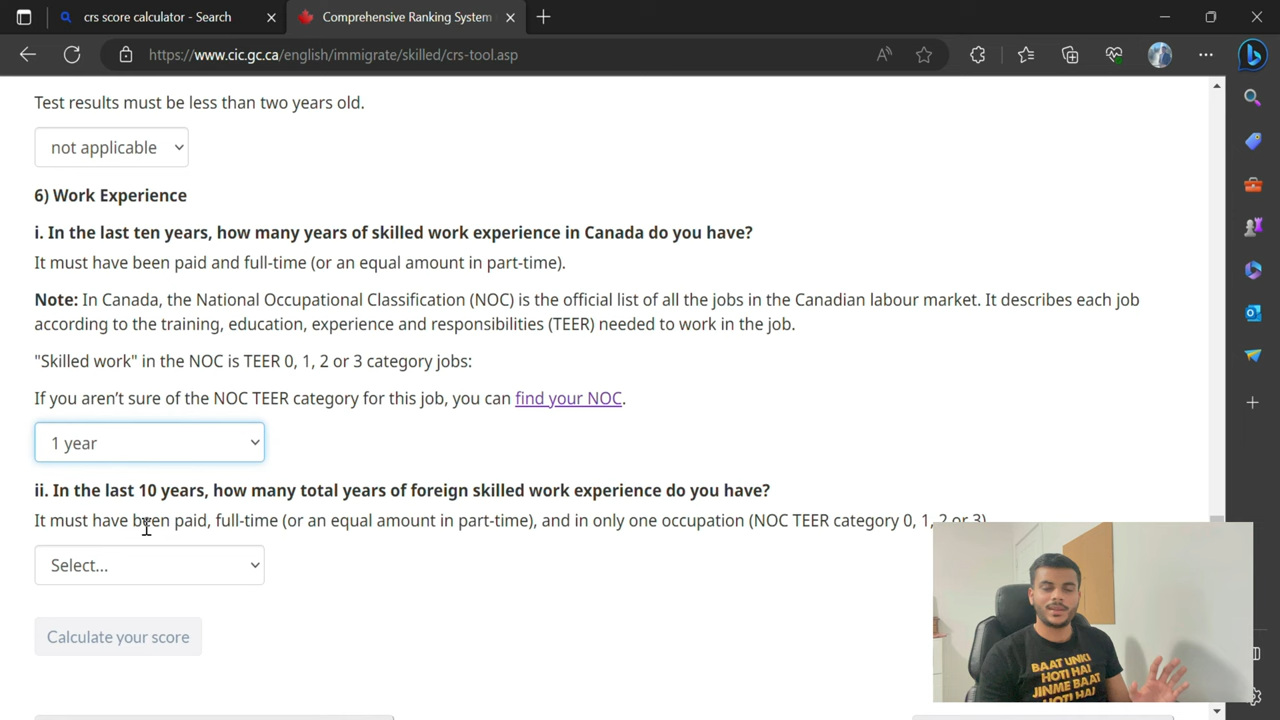 crs score calculator - Search
Comprehensive Ranking System
https://www.cic.gc.ca/english/immigrate/skilled/crs-tool.asp
Test results must be less than two years old.
not applicable
6) Work Experience
i. In the last ten years, how many years of skilled work experience in Canada do you have?
It must have been paid and full-time (or an equal amount in part-time).
Note: In Canada, the National Occupational Classification (NOC) is the official list of all the jobs in the Canadian labour market. It describes each job
according to the training, education, experience and responsibilities (TEER) needed to work in the job.
"Skilled work" in the NOC is TEER 0, 1, 2 or 3 category jobs:
If you aren’t sure of the NOC TEER category for this job, you can find your NOC.
1 year
ii. In the last 10 years, how many total years of foreign skilled work experience do you have?
It must have been paid, full-time (or an equal amount in part-time), and in only one occupation (NOC TEER category 0, 1, 2 or 3)
Select...
Calculate your score
BAAT UNKI
HOTI HAI
JINME BAAT
HOTI HAI